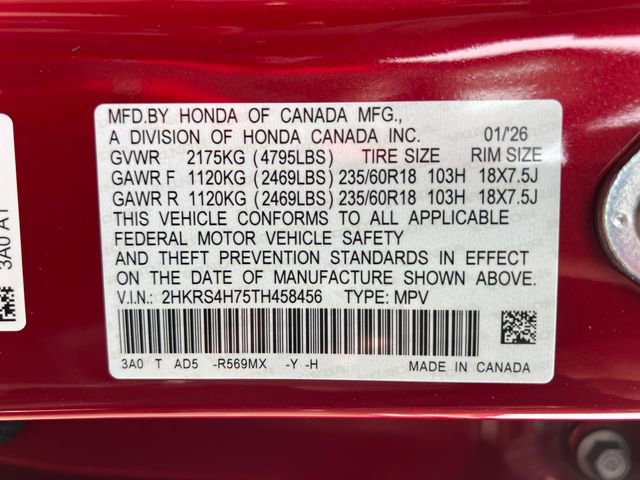 MFD.BY HONDA OF CANADA MFG.,
A DIVISION OF HONDA CANADA INC. 01/'26
GVWR 2175KG (4795LBS) TIRE SIZE RIM SIZE
GAWR F 1120KG (2469LBS) 235/60R18 103H 18X7.5J
GAWR R 1120KG (2469LBS) 235/60R18 103H 18X7.5J
THIS VEHICLE CONFORMS TO ALL APPLICABLE
FEDERAL MOTOR VEHICLE SAFETY
AND THEFT PREVENTION STANDARDS IN EFFECT
ON THE DATE OF MANUFACTURE SHOWN ABOVE.
V.I.N.: 2HKRS4H75TH458456 TYPE: MPV
3A0 T AD5 -R569MX -Y -H MADE IN CANADA
3A0 A1